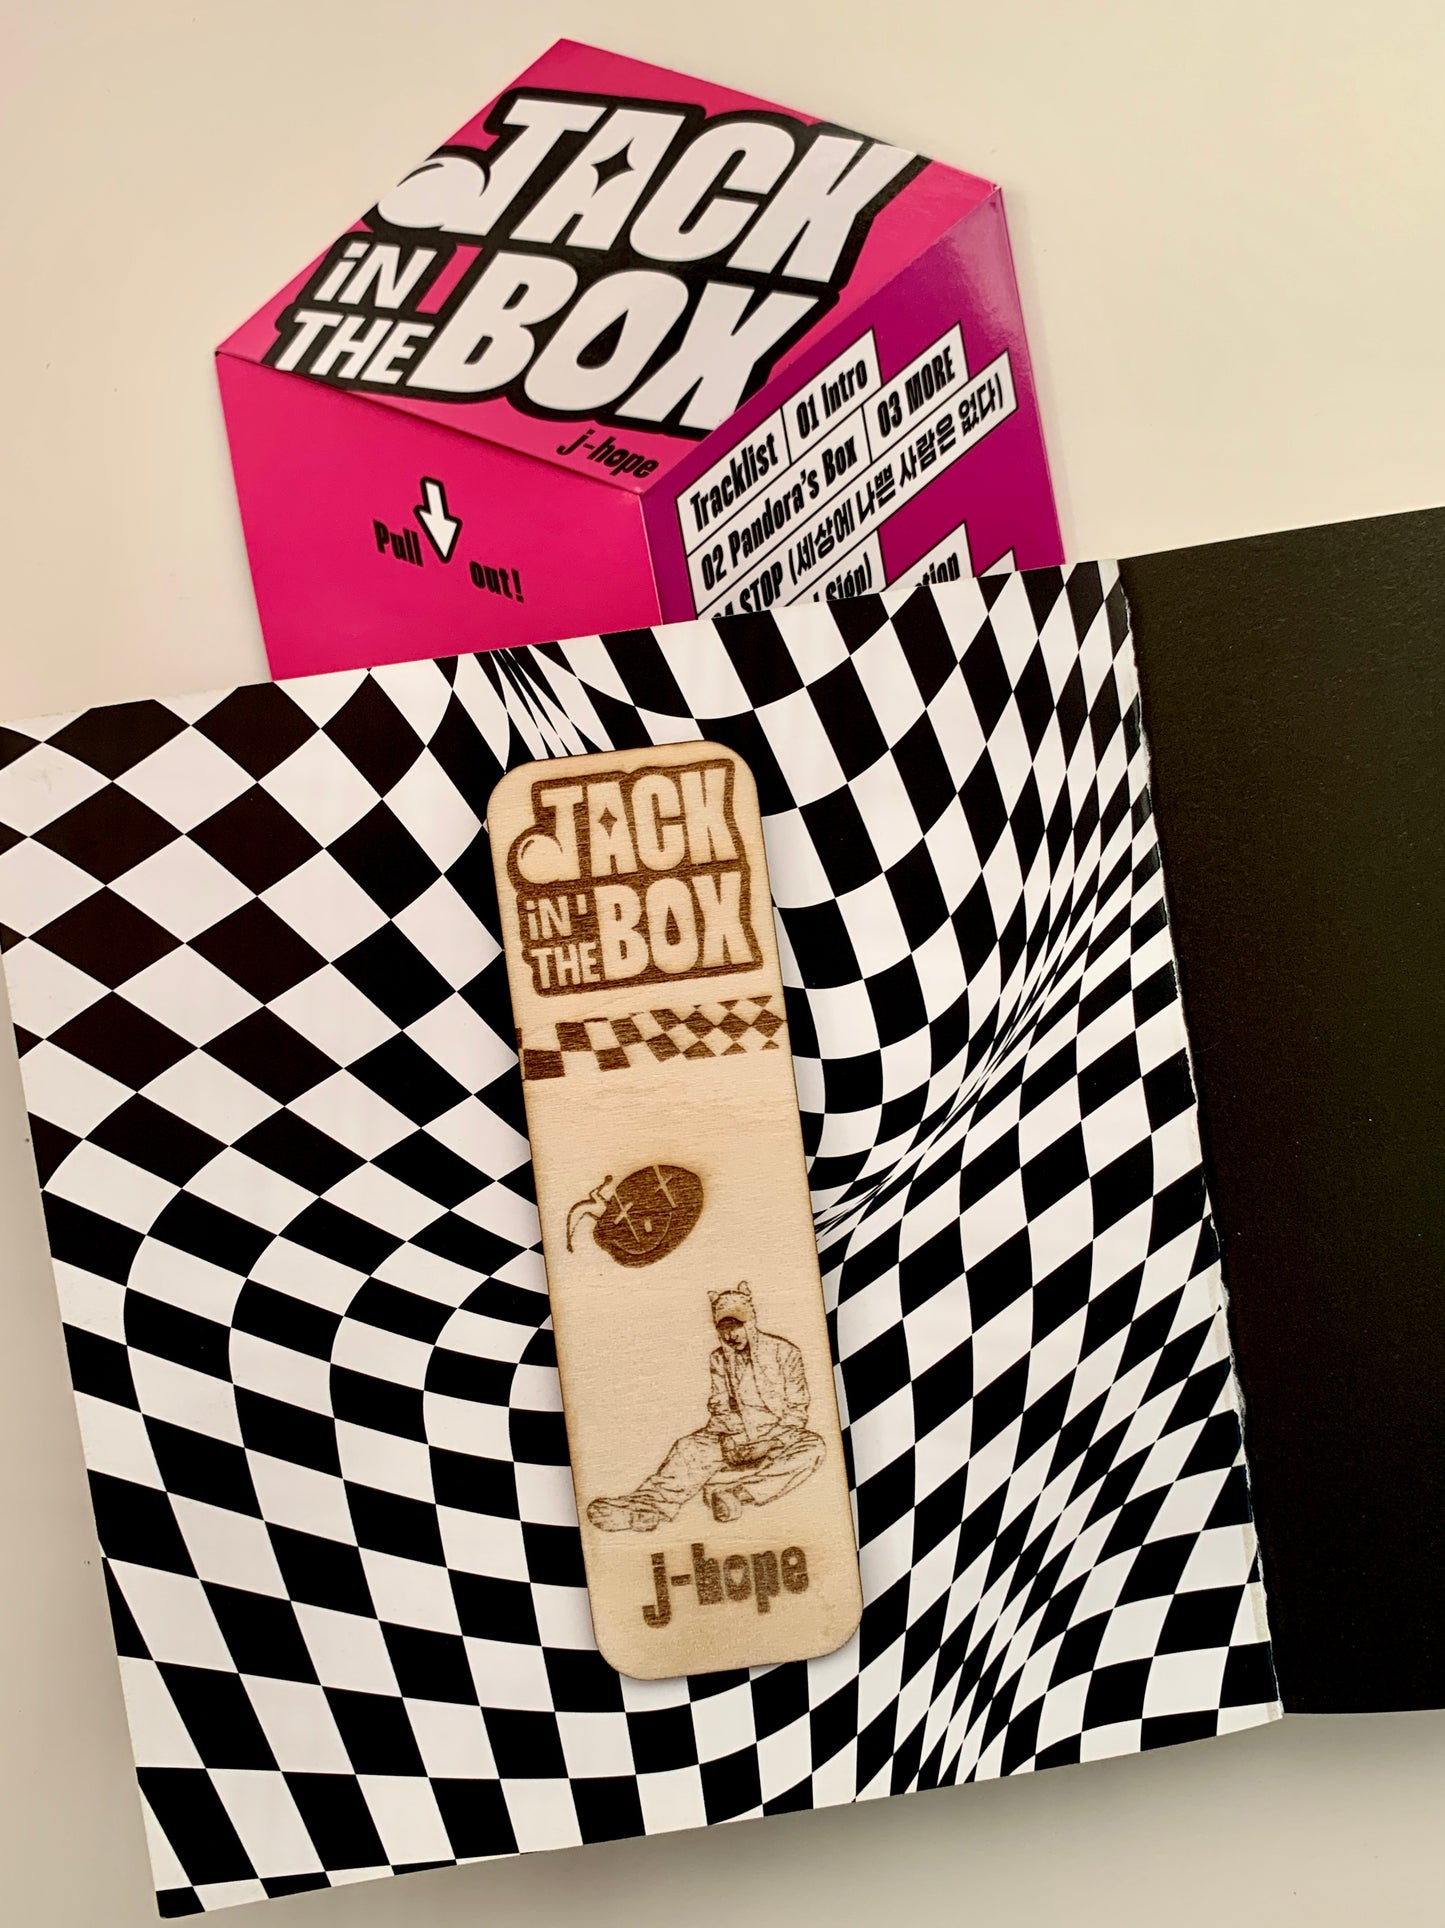 JACK
iN
THE BOX
j-hope
Pull out!
Tracklist 01 Intro
02 Pandora's Box 03 MORE
STOP (세상에 나쁜 사람은 없다)
JACK
iN
THE BOX
j-hope